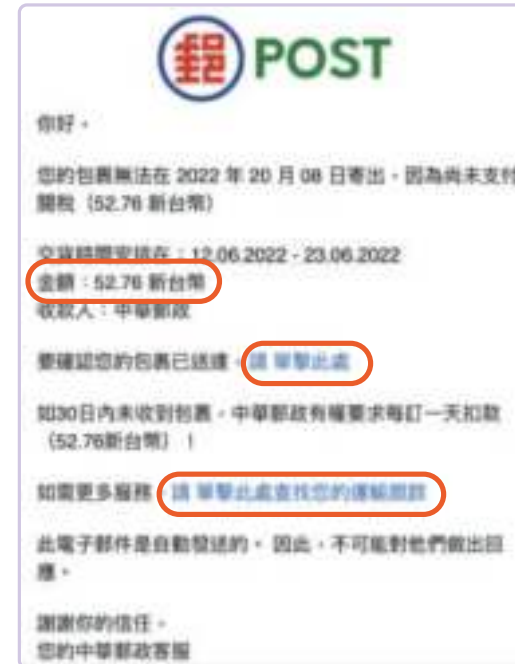 郵 POST
你好。
您的包裹無法在 2022 年 20 月 08 日寄出,因為尚未支付
關稅(52.76 新台幣)
交貨時間安排在:12.06.2022 - 23.06.2022
金額:52.76 新台幣
收款人:中華郵政
要確認您的包裹已送達,請 單擊此處
如30日內未收到包裹,中華郵政有權要求每訂一天扣款
(52.76新台幣)!
如需更多服務,請 單擊此處查找您的運輸跟踪
此電子郵件是自動發送的。 因此,不可能對他們做出回
應。
謝謝你的信任。
您的中華郵政客服